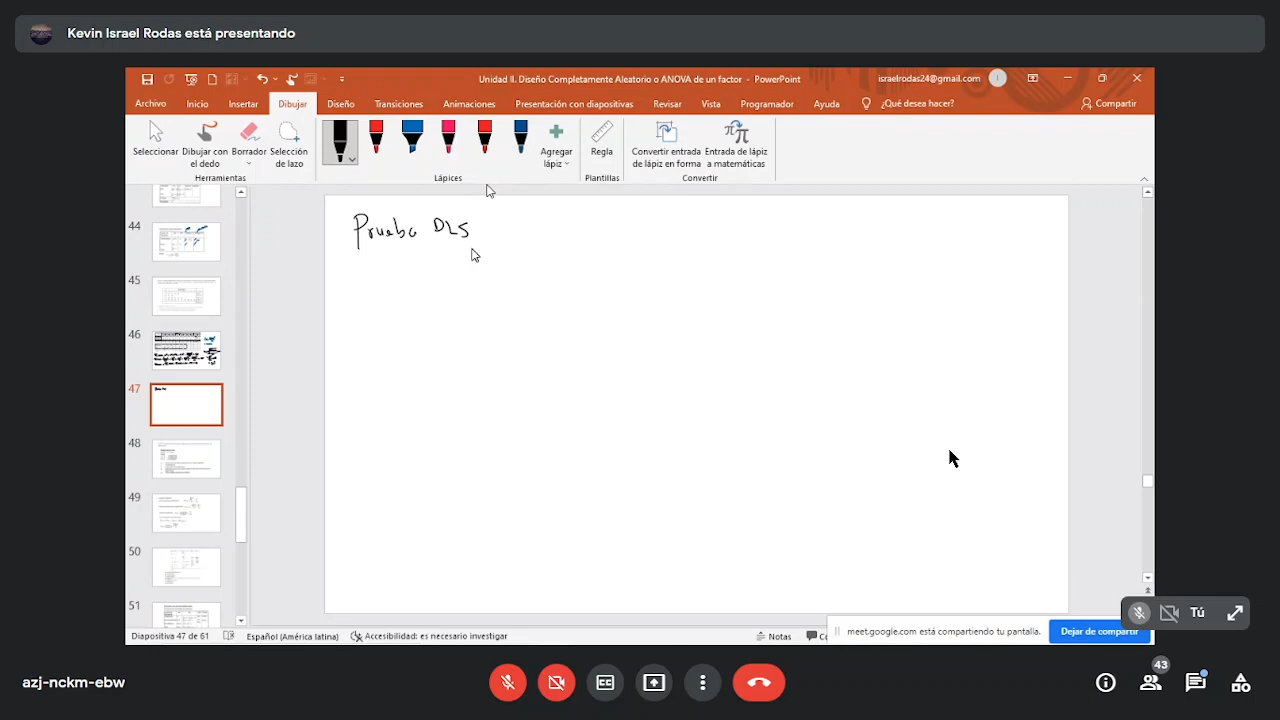 Kevin Israel Rodas está presentando
Unidad II. Diseño Completamente Aleatorio o ANOVA de un factor - PowerPoint
israelrodas24@gmail.com
I
Archivo Inicio Insertar Dibujar Diseño Transiciones Animaciones Presentación con diapositivas Revisar Vista Programador Ayuda ¿Qué desea hacer? Compartir
Seleccionar
Dibujar con el dedo
Borrador
Selección de lazo
Agregar lápiz
Regla
Convertir entrada de lápiz en forma
Entrada de lápiz a matemáticas
Herramientas Lápices Plantillas Convertir
Prueba DLS
44
45
46
47
48
49
50
51
Diapositiva 47 de 61 Español (América latina) Accesibilidad: es necesario investigar Notas
meet.google.com está compartiendo tu pantalla. Dejar de compartir
Tú
azj-nckm-ebw
43